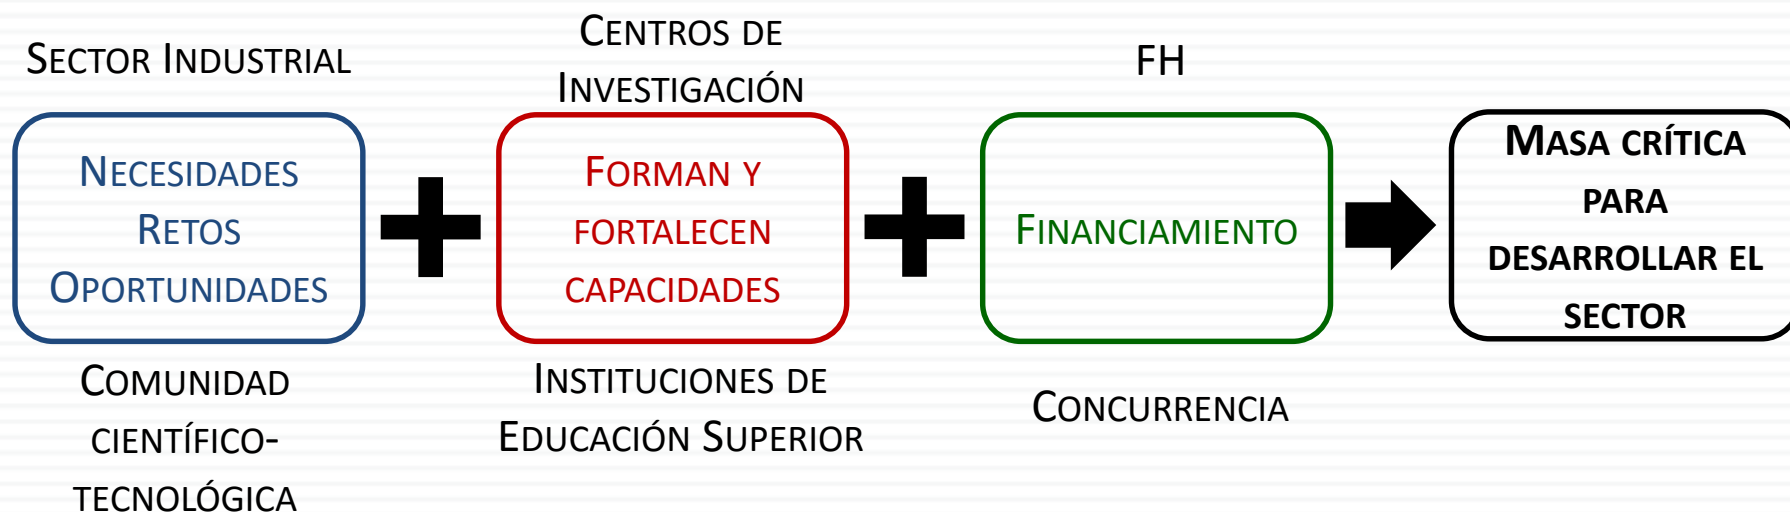 Sector Industrial
Necesidades
Retos
Oportunidades
Comunidad
científico-
tecnológica
Centros de
Investigación
Forman y
fortalecen
capacidades
Instituciones de
Educación Superior
FH
Financiamiento
Concurrencia
Masa crítica
para
desarrollar el
sector